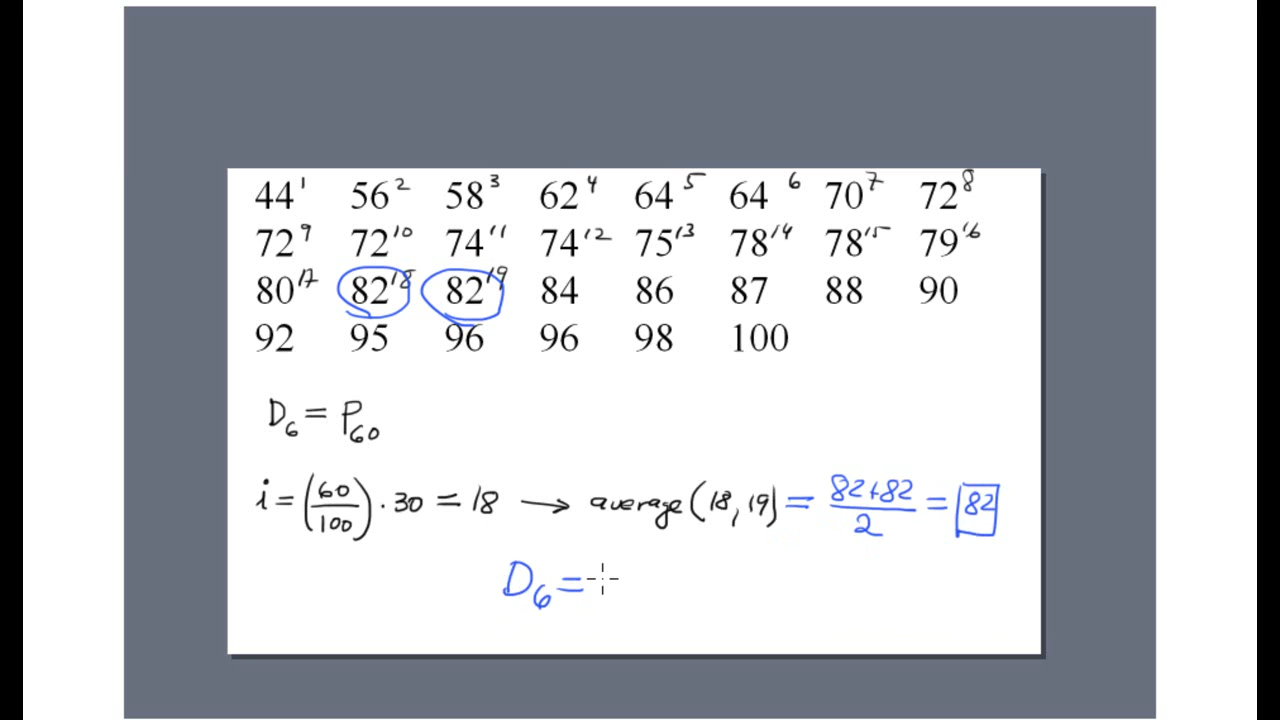 44¹ 56² 58³ 62⁴ 64⁵ 64⁶ 70⁷ 72⁸
72⁹ 72¹⁰ 74¹¹ 74¹² 75¹³ 78¹⁴ 78¹⁵ 79¹⁶
80¹⁷ 82¹⁸ 82¹⁹ 84 86 87 88 90
92 95 96 96 98 100
D₆ = P₆₀
i = (60/100) · 30 = 18 → average (18, 19) = (82+82)/2 = 82
D₆ =